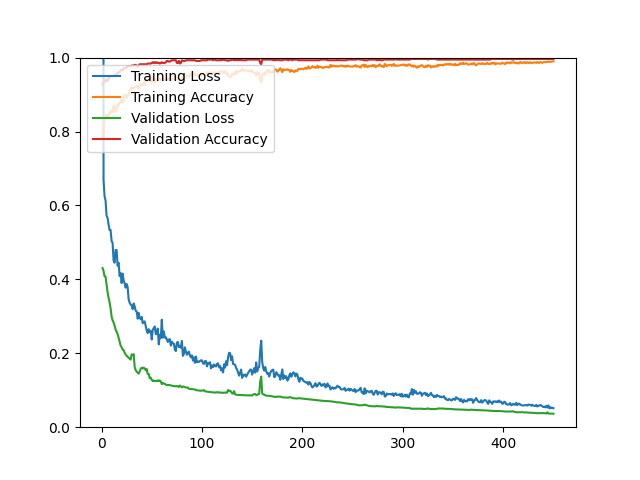 1.0
Training Loss
Training Accuracy
Validation Loss
Validation Accuracy
0.8
0.6
0.4
0.2
0.0
0 100 200 300 400